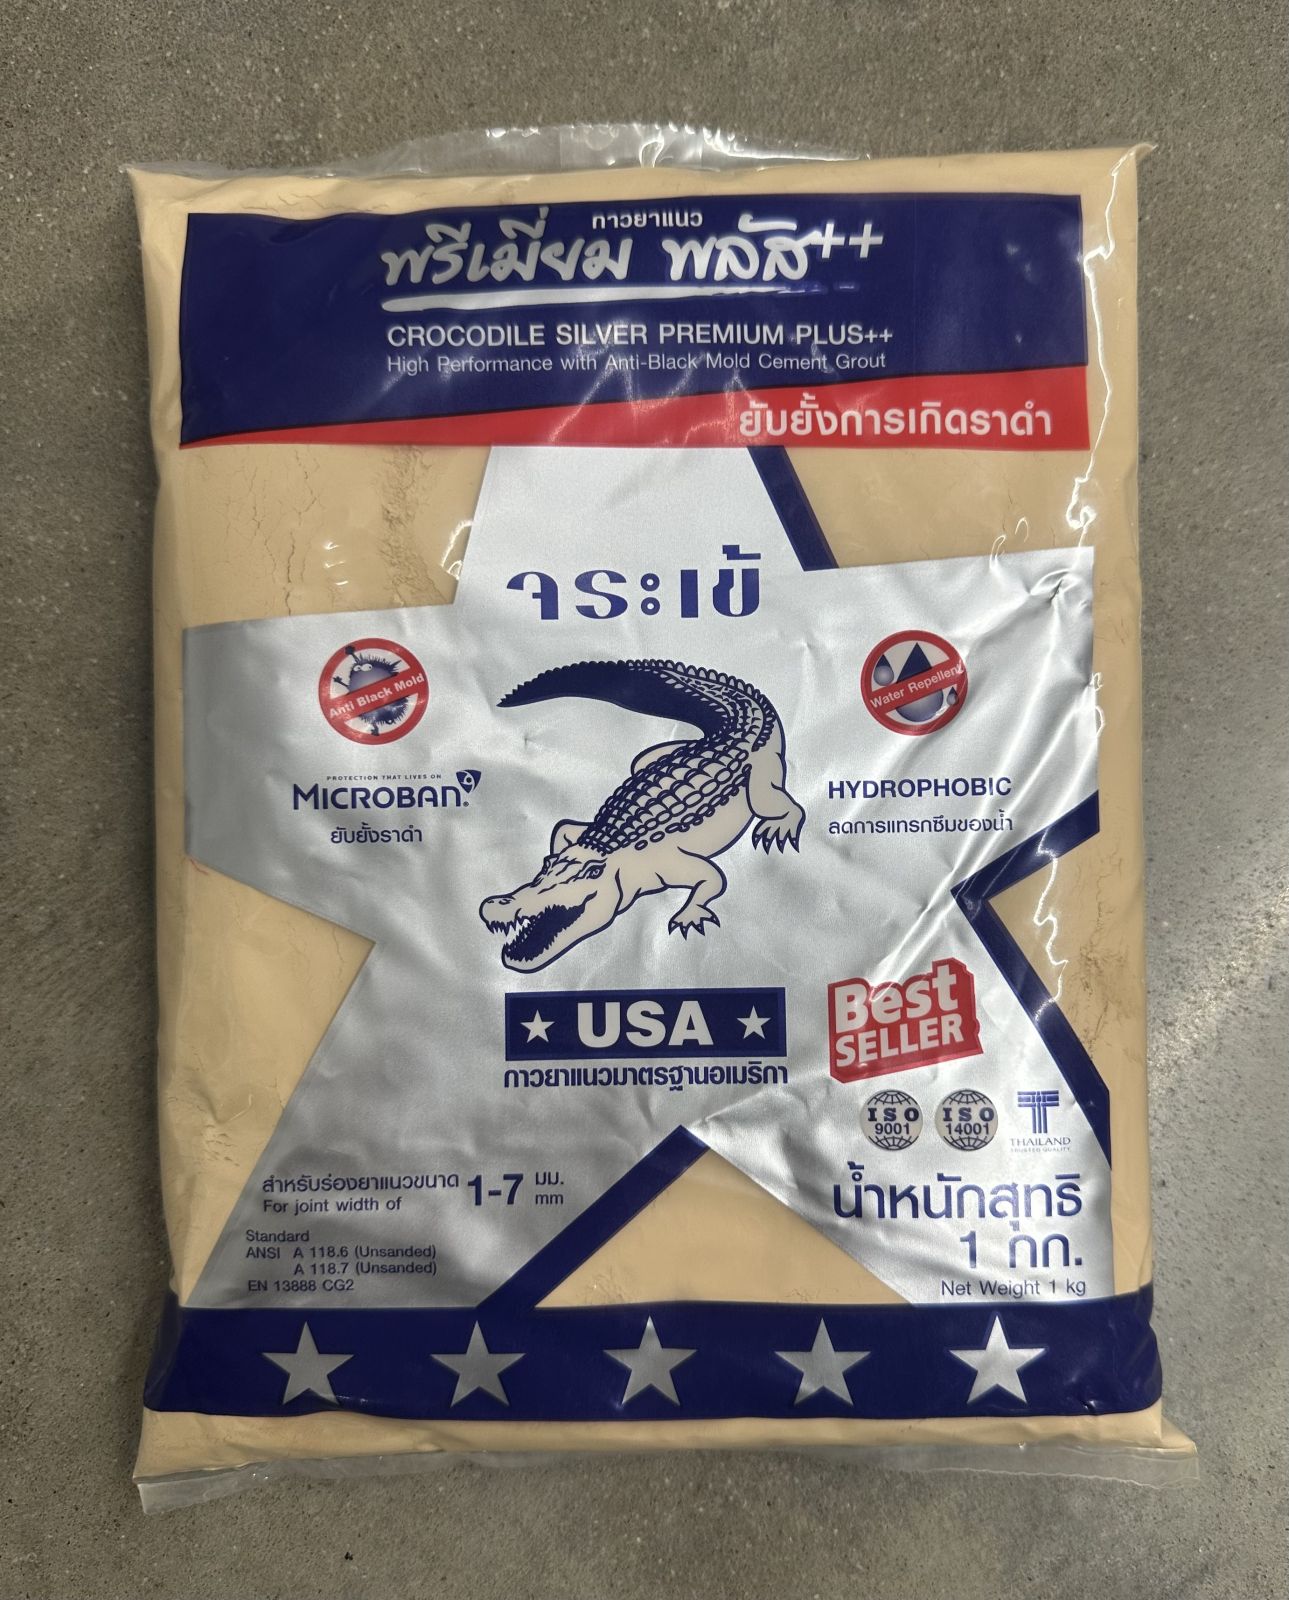 กาวยาแนว
พรีเมี่ยม พลัส++
CROCODILE SILVER PREMIUM PLUS++
High Performance with Anti-Black Mold Cement Grout
ยับยั้งการเกิดราดำ
จระเข้
Anti Black Mold
Water Repellent
PROTECTION THAT LIVES ON
MICROBAN®
ยับยั้งราดำ
HYDROPHOBIC
ลดการแทรกซึมของน้ำ
★ USA ★
กาวยาแนวมาตรฐานอเมริกา
Best
SELLER
ISO 9001
ISO 14001
THAILAND
TRUSTED QUALITY
สำหรับร่องยาแนวขนาด 1-7 มม.
For joint width of mm
Standard
ANSI A 118.6 (Unsanded)
A 118.7 (Unsanded)
EN 13888 CG2
น้ำหนักสุทธิ
1 กก.
Net Weight 1 kg